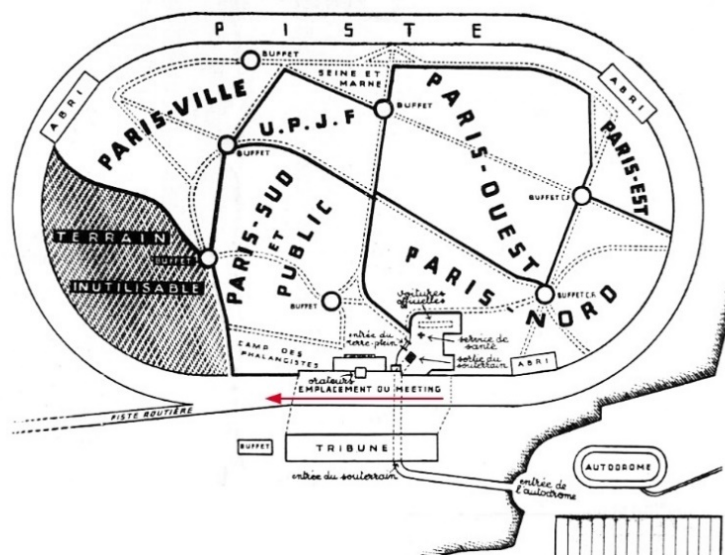 PISTE
BUFFET
SEINE ET
MARNE
ABRI
ABRI
PARIS-VILLE
U.P.J.F
BUFFET
PARIS-OUEST
PARIS-EST
BUFFET
BUFFET C.F.
PARIS-SUD
ET
PUBLIC
TERRAIN
INUTILISABLE
BUFFET
PARIS-NORD
BUFFET
BUFFET C.F.
voitures
officielles
entrée du
terre-plein
service de
santé
sortie du
souterrain
CAMP DES
PHALANGISTES
ABRI
orateurs
EMPLACEMENT DU MEETING
PISTE ROUTIÈRE
BUFFET
TRIBUNE
entrée du souterrain
AUTODROME
entrée de
l'autodrome